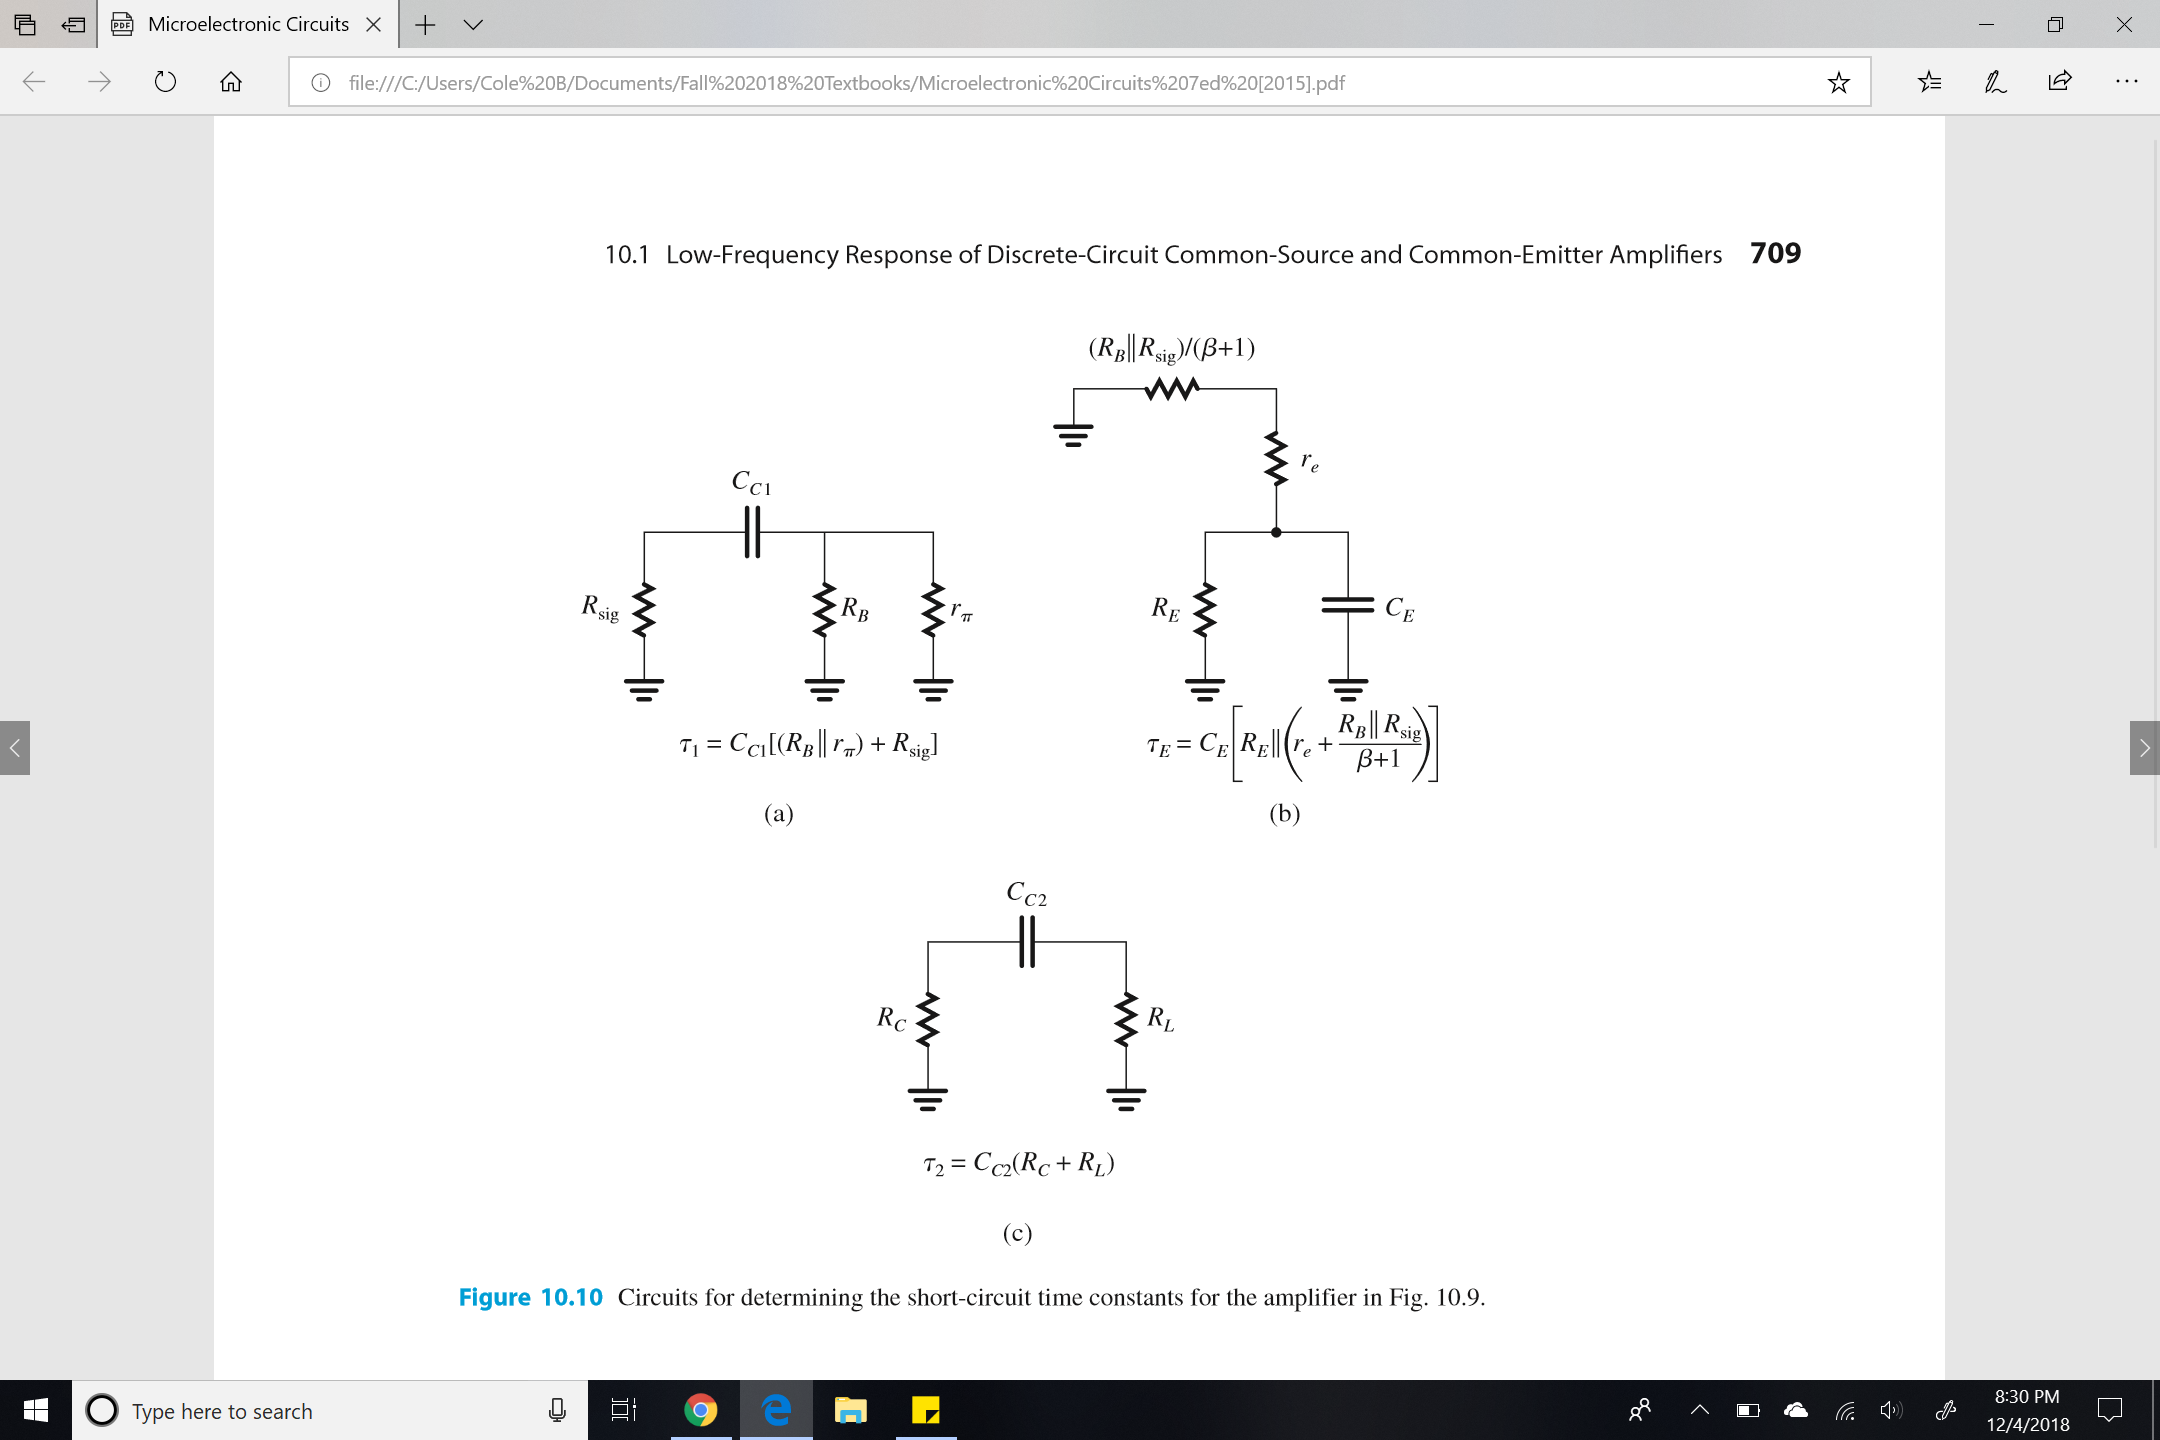 Microelectronic Circuits
file:///C:/Users/Cole%20B/Documents/Fall%202018%20Textbooks/Microelectronic%20Circuits%207ed%20[2015].pdf
10.1 Low-Frequency Response of Discrete-Circuit Common-Source and Common-Emitter Amplifiers 709
(R_B||R_sig)/(β+1)
r_e
C_C1
R_sig
R_B
r_π
R_E
C_E
τ_1 = C_C1[(R_B || r_π) + R_sig]
τ_E = C_E[R_E||(r_e + (R_B || R_sig)/(β+1))]
(a)
(b)
C_C2
R_C
R_L
τ_2 = C_C2(R_C + R_L)
(c)
Figure 10.10 Circuits for determining the short-circuit time constants for the amplifier in Fig. 10.9.
Type here to search
8:30 PM
12/4/2018